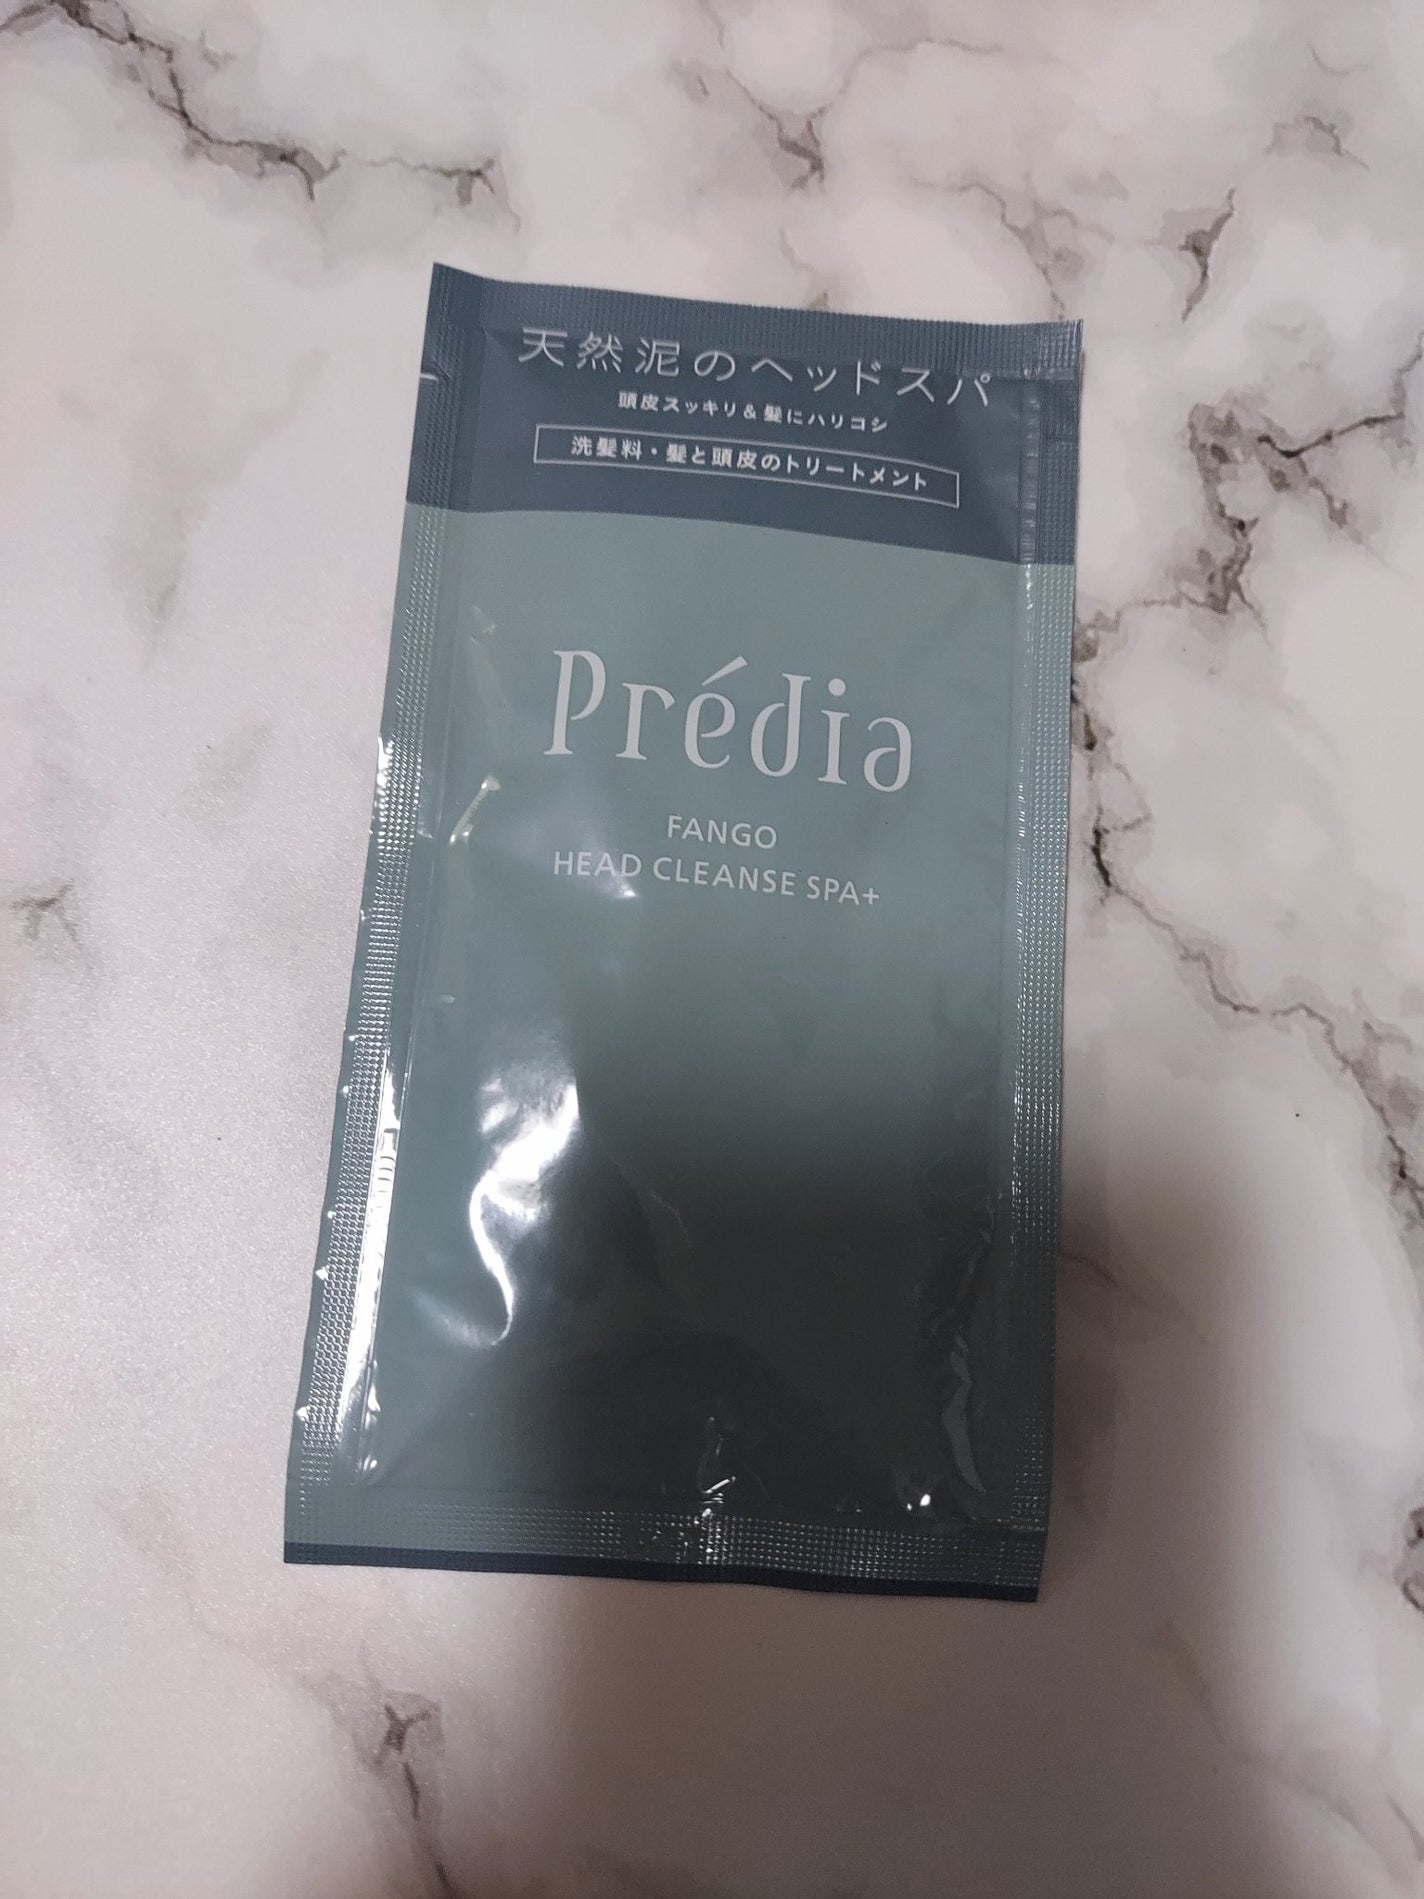 天然泥のヘッドスパ
頭皮スッキリ&髪にハリコシ
洗髪料・髪と頭皮のトリートメント
Prédia
FANGO
HEAD CLEANSE SPA+